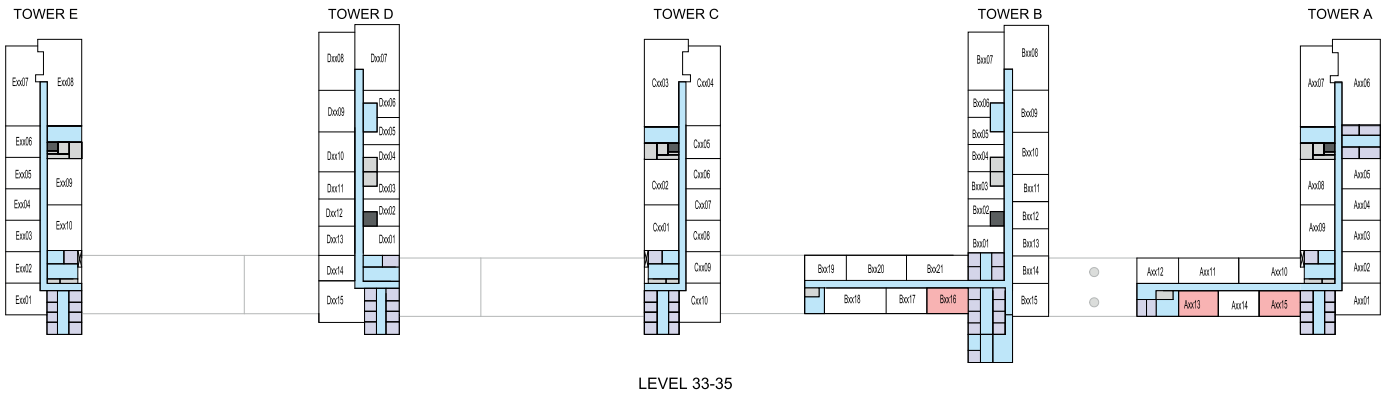 TOWER E
TOWER D
TOWER C
TOWER B
TOWER A
Exx07
Exx08
Exx06
Exx05
Exx09
Exx04
Exx03
Exx10
Exx02
Exx01
Dxx08
Dxx07
Dxx09
Dxx06
Dxx05
Dxx10
Dxx04
Dxx11
Dxx03
Dxx12
Dxx02
Dxx13
Dxx01
Dxx14
Dxx15
Cxx03
Cxx04
Cxx05
Cxx02
Cxx06
Cxx07
Cxx01
Cxx08
Cxx09
Cxx10
Bxx07
Bxx08
Bxx06
Bxx09
Bxx05
Bxx04
Bxx10
Bxx03
Bxx11
Bxx02
Bxx12
Bxx01
Bxx13
Bxx19
Bxx20
Bxx21
Bxx14
Bxx18
Bxx17
Bxx16
Bxx15
Axx07
Axx06
Axx08
Axx05
Axx04
Axx09
Axx03
Axx12
Axx11
Axx10
Axx02
Axx13
Axx14
Axx15
Axx01
LEVEL 33-35